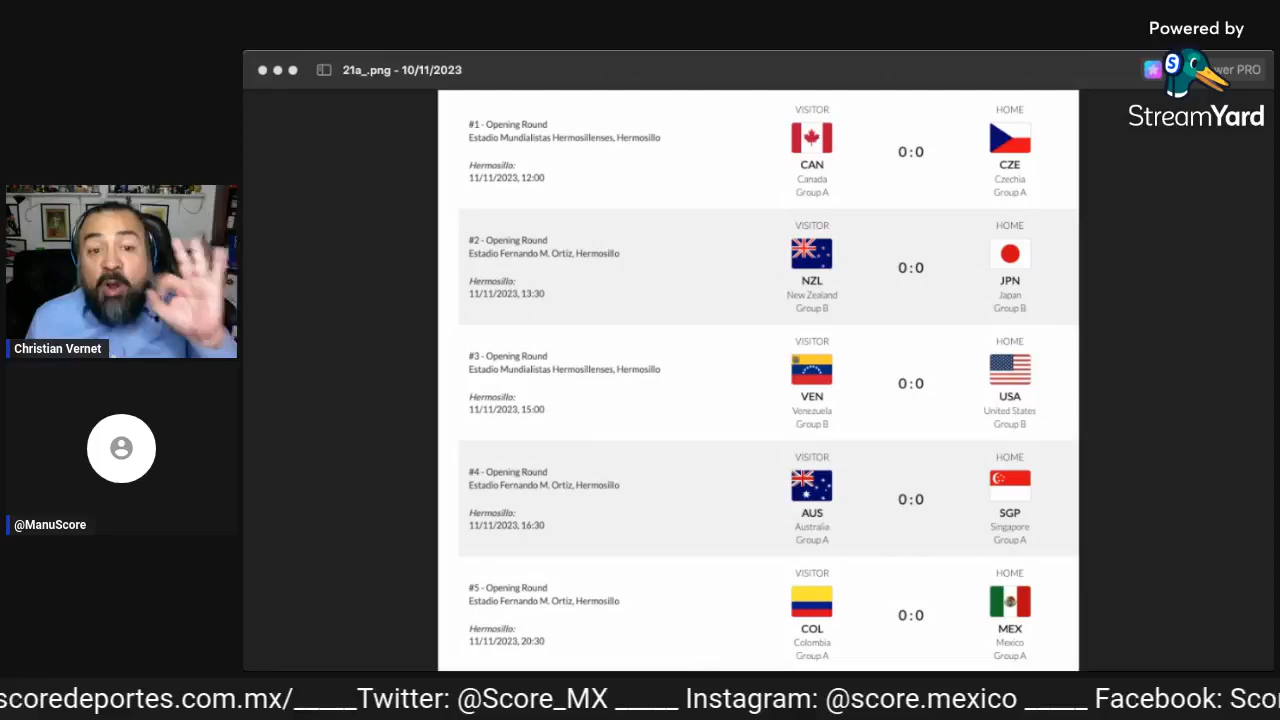 Powered by
StreamYard
21a_.png - 10/11/2023
wer PRO
#1 - Opening Round
Estadio Mundialistas Hermosillenses, Hermosillo
Hermosillo:
11/11/2023, 12:00
VISITOR
CAN
Canada
Group A
0:0
HOME
CZE
Czechia
Group A
#2 - Opening Round
Estadio Fernando M. Ortiz, Hermosillo
Hermosillo:
11/11/2023, 13:30
VISITOR
NZL
New Zealand
Group B
0:0
HOME
JPN
Japan
Group B
#3 - Opening Round
Estadio Mundialistas Hermosillenses, Hermosillo
Hermosillo:
11/11/2023, 15:00
VISITOR
VEN
Venezuela
Group B
0:0
HOME
USA
United States
Group B
#4 - Opening Round
Estadio Fernando M. Ortiz, Hermosillo
Hermosillo:
11/11/2023, 16:30
VISITOR
AUS
Australia
Group A
0:0
HOME
SGP
Singapore
Group A
#5 - Opening Round
Estadio Fernando M. Ortiz, Hermosillo
Hermosillo:
11/11/2023, 20:30
VISITOR
COL
Colombia
Group A
0:0
HOME
MEX
Mexico
Group A
Christian Vernet
@ManuScore
scoredeportes.com.mx/_____Twitter: @Score_MX _____ Instagram: @score.mexico _____ Facebook: Sco